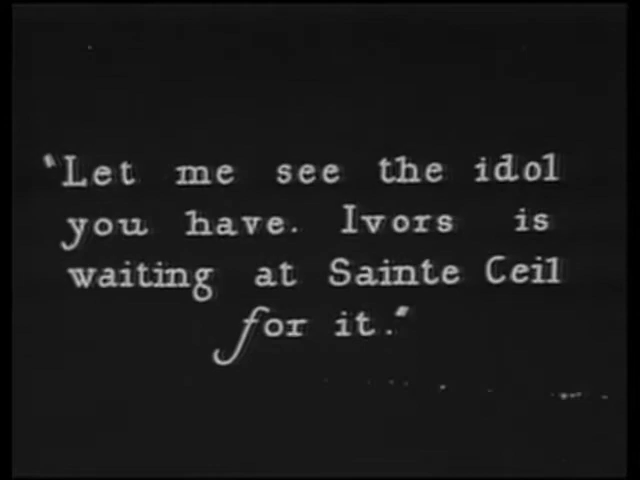 "Let me see the idol
you have. Ivors is
waiting at Sainte Ceil
for it."